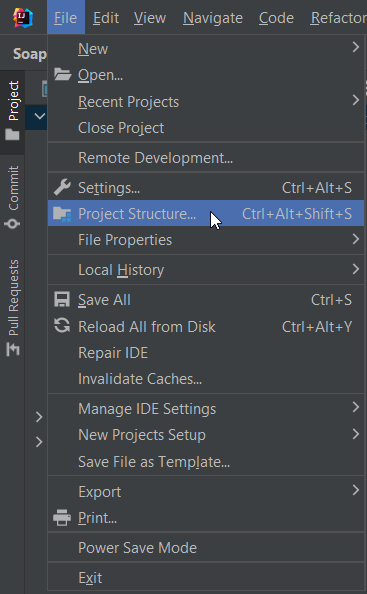 IJ
File Edit View Navigate Code Refactor
Soap
Project
Commit
Pull Requests
New
Open...
Recent Projects
Close Project
Remote Development...
Settings... Ctrl+Alt+S
Project Structure... Ctrl+Alt+Shift+S
File Properties
Local History
Save All Ctrl+S
Reload All from Disk Ctrl+Alt+Y
Repair IDE
Invalidate Caches...
Manage IDE Settings
New Projects Setup
Save File as Template...
Export
Print...
Power Save Mode
Exit